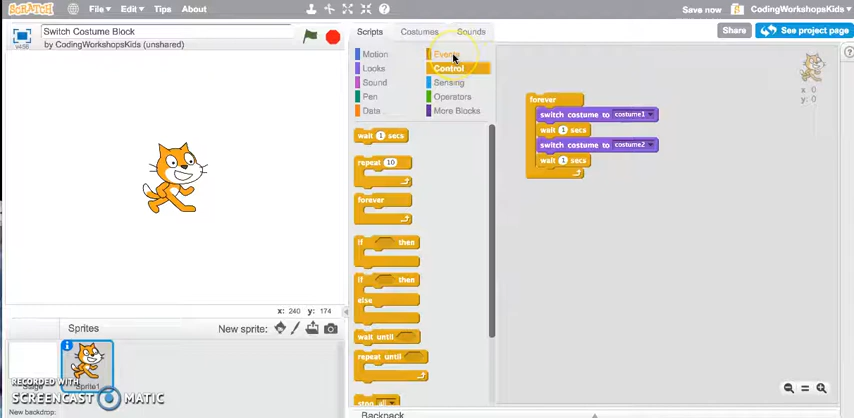 SCRATCH File Edit Tips About Save now CodingWorkshopsKids
Switch Costume Block
by CodingWorkshopsKids (unshared)
v456
Scripts Costumes Sounds
Share See project page
Motion Events
Looks Control
Sound Sensing
Pen Operators
Data More Blocks
wait 1 secs
repeat 10
forever
if then
if then
else
wait until
repeat until
stop all
forever
switch costume to costume1
wait 1 secs
switch costume to costume2
wait 1 secs
x: 0
y: 0
x: 240 y: 174
Sprites New sprite:
Stage
Sprite1
New backdrop:
RECORDED WITH
SCREENCAST MATIC
Backpack